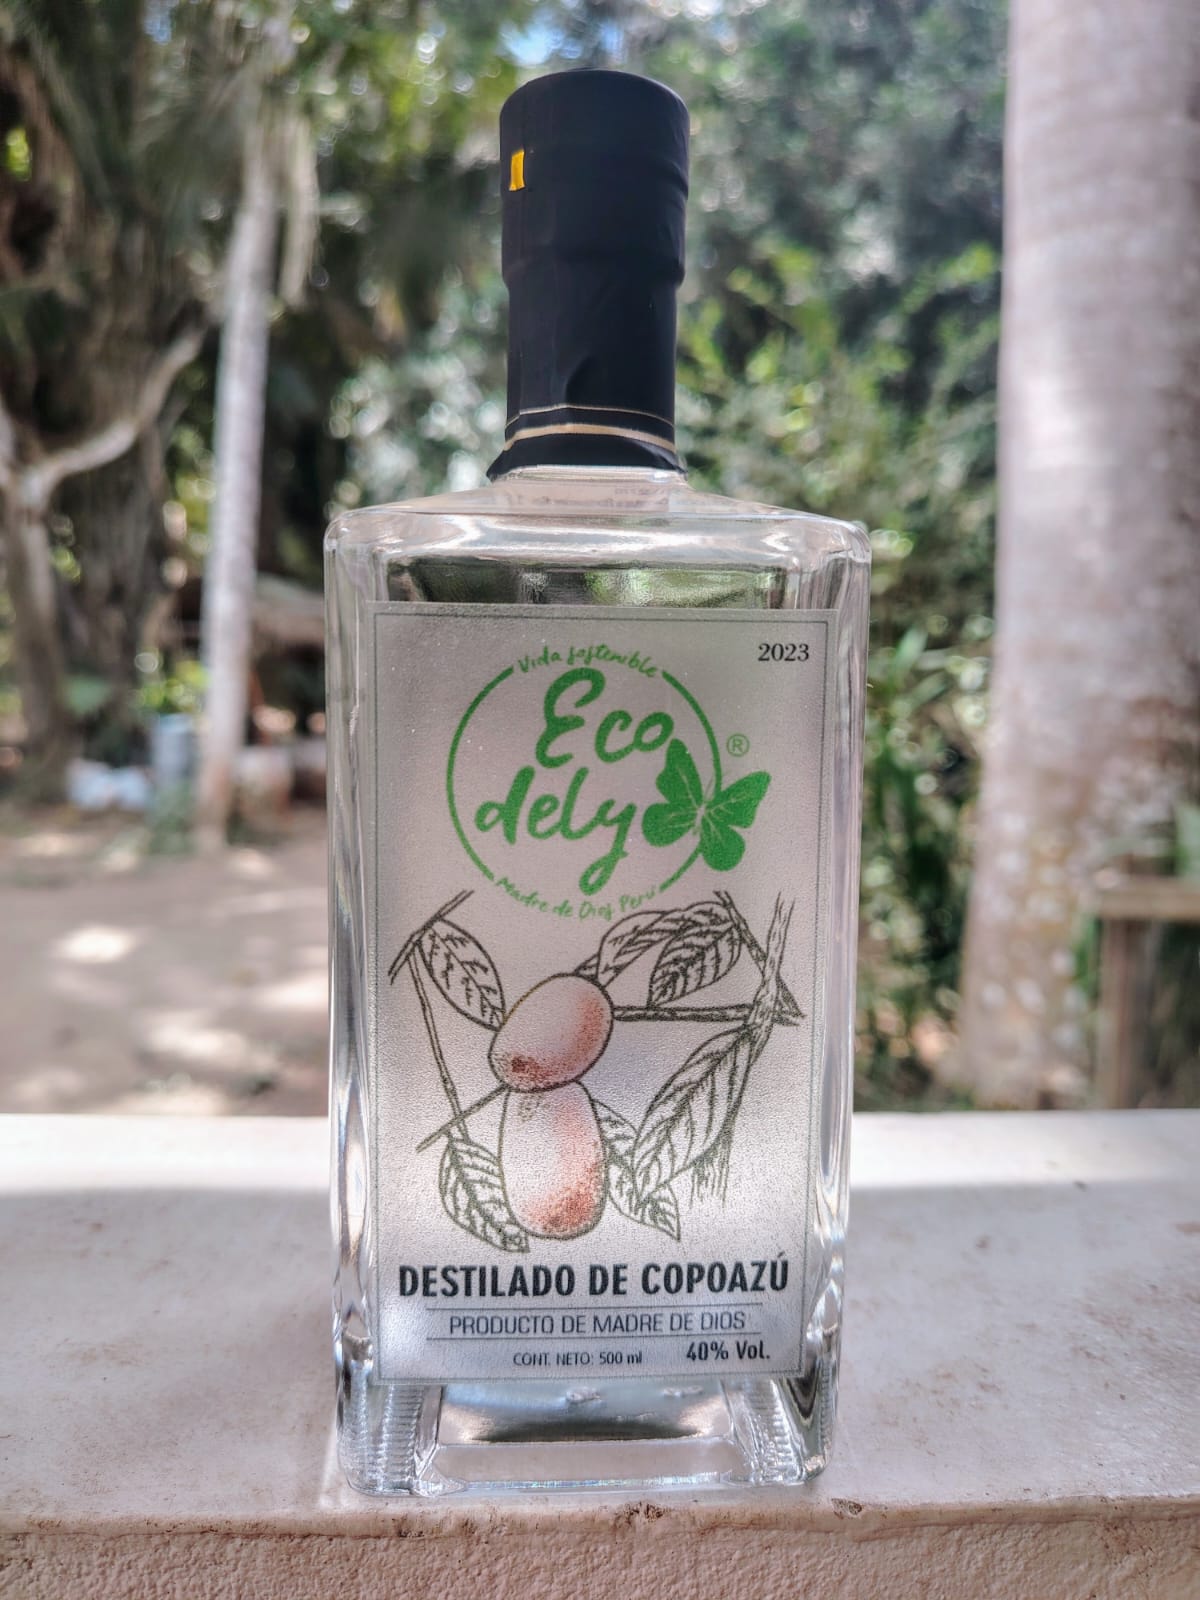 2023
Vida sostenible
Eco
dely
®
Madre de Dios Perú
DESTILADO DE COPOAZÚ
PRODUCTO DE MADRE DE DIOS
CONT. NETO: 500 ml 40% Vol.